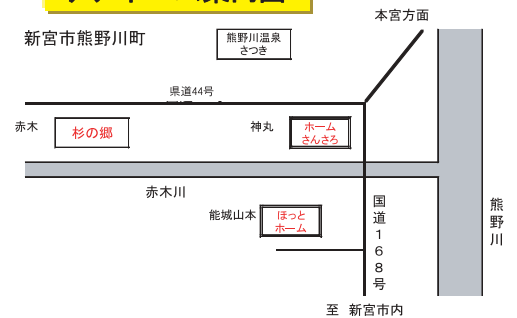 本宮方面
新宮市熊野川町
熊野川温泉
さつき
県道44号
赤木
杉の郷
神丸
ホーム
さんさろ
赤木川
能城山本
ほっと
ホーム
国道168号
熊野川
至 新宮市内